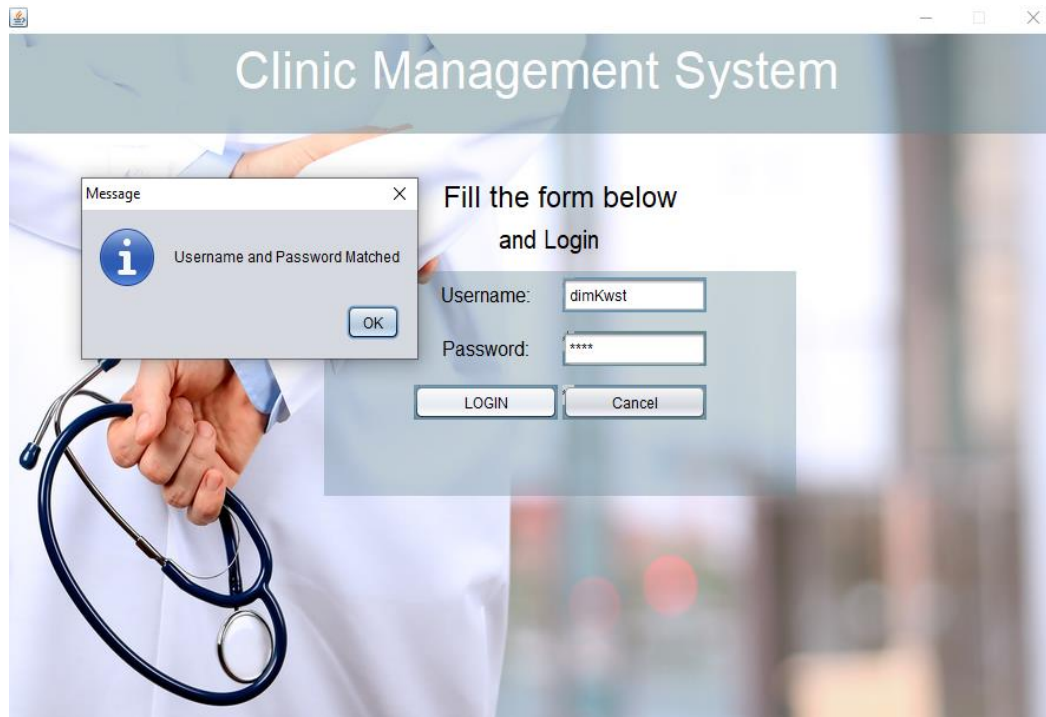 Clinic Management System
Message
Username and Password Matched
OK
Fill the form below
and Login
Username: dimKwst
Password: ****
LOGIN Cancel